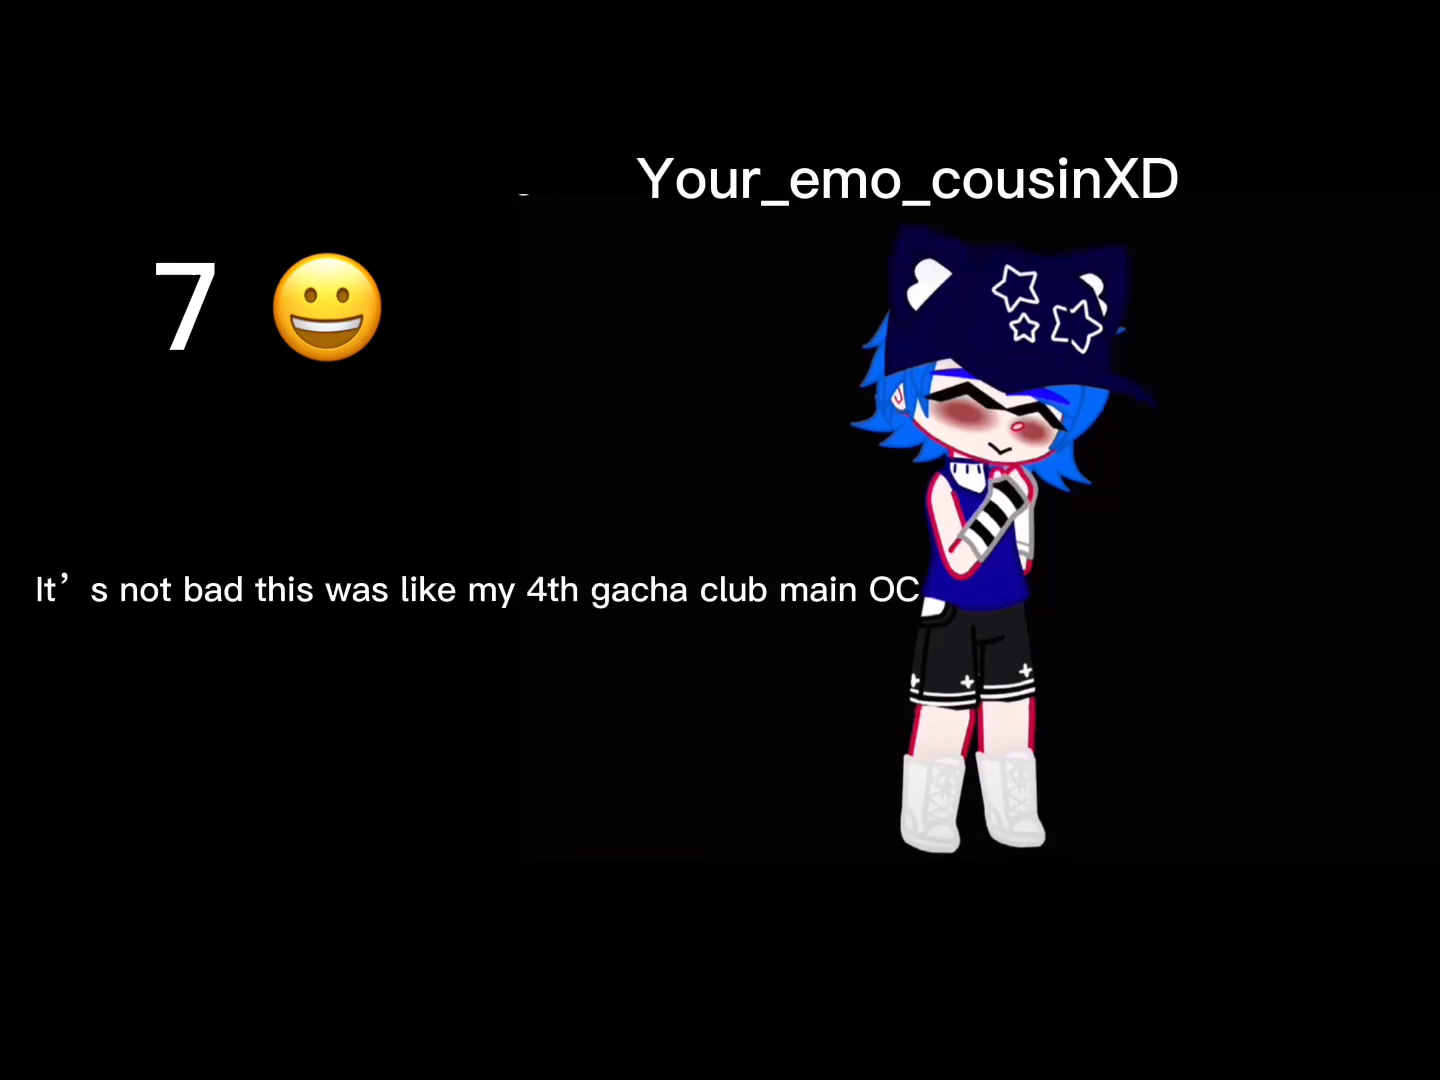 Your_emo_cousinXD
7 😀
It’s not bad this was like my 4th gacha club main OC